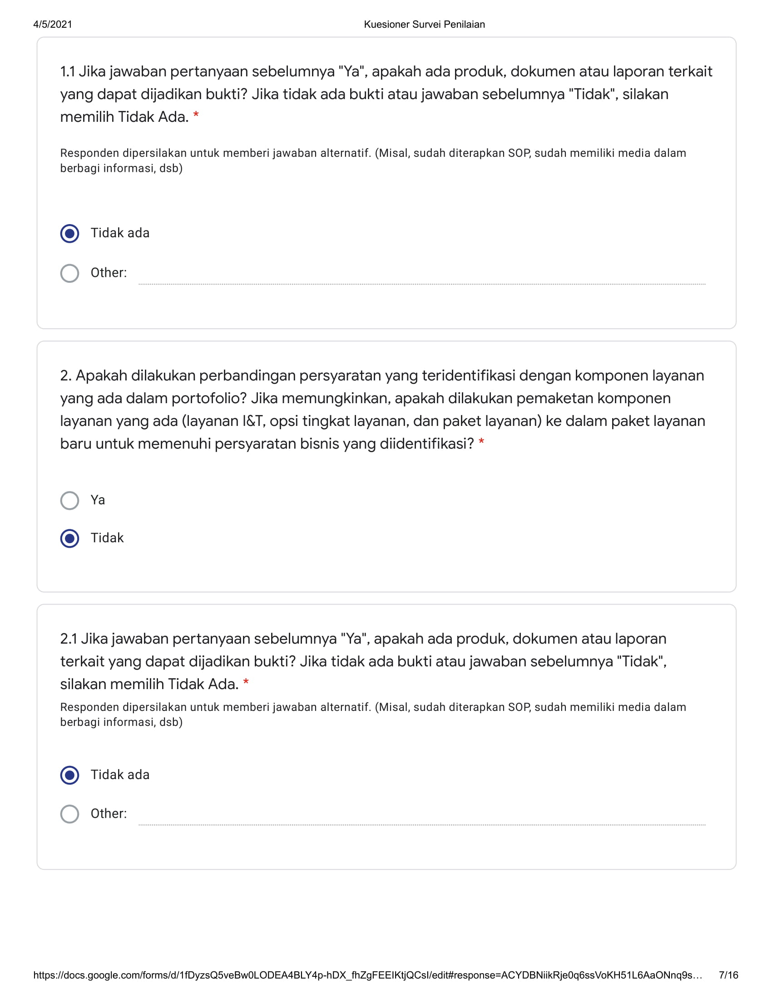 4/5/2021 Kuesioner Survei Penilaian
1.1 Jika jawaban pertanyaan sebelumnya "Ya", apakah ada produk, dokumen atau laporan terkait
yang dapat dijadikan bukti? Jika tidak ada bukti atau jawaban sebelumnya "Tidak", silakan
memilih Tidak Ada. *
Responden dipersilakan untuk memberi jawaban alternatif. (Misal, sudah diterapkan SOP, sudah memiliki media dalam
berbagi informasi, dsb)
Tidak ada
Other:
2. Apakah dilakukan perbandingan persyaratan yang teridentifikasi dengan komponen layanan
yang ada dalam portofolio? Jika memungkinkan, apakah dilakukan pemaketan komponen
layanan yang ada (layanan I&T, opsi tingkat layanan, dan paket layanan) ke dalam paket layanan
baru untuk memenuhi persyaratan bisnis yang diidentifikasi? *
Ya
Tidak
2.1 Jika jawaban pertanyaan sebelumnya "Ya", apakah ada produk, dokumen atau laporan
terkait yang dapat dijadikan bukti? Jika tidak ada bukti atau jawaban sebelumnya "Tidak",
silakan memilih Tidak Ada. *
Responden dipersilakan untuk memberi jawaban alternatif. (Misal, sudah diterapkan SOP, sudah memiliki media dalam
berbagi informasi, dsb)
Tidak ada
Other:
https://docs.google.com/forms/d/1fDyzsQ5veBw0LODEA4BLY4p-hDX_fhZgFEEIKtjQCsI/edit#response=ACYDBNiikRje0q6ssVoKH51L6AaONnq9s… 7/16